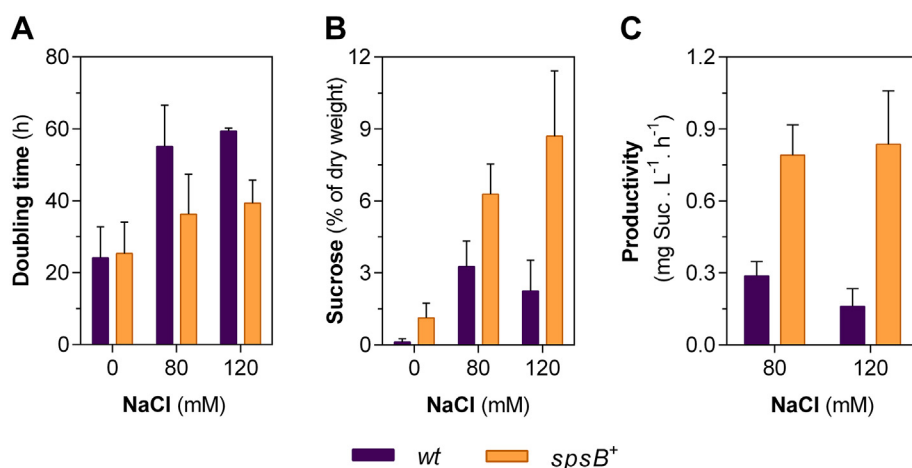 A
Doubling time (h)
80
60
40
20
0
0 80 120
NaCl (mM)
B
Sucrose (% of dry weight)
12
9
6
3
0
0 80 120
NaCl (mM)
C
Productivity
(mg Suc . L⁻¹ . h⁻¹)
1.2
0.9
0.6
0.3
0.0
80 120
NaCl (mM)
wt spsB⁺